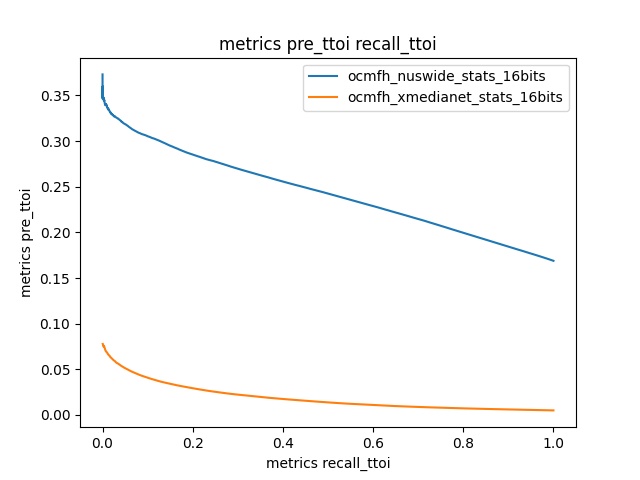 metrics pre_ttoi recall_ttoi
ocmfh_nuswide_stats_16bits
ocmfh_xmedianet_stats_16bits
metrics pre_ttoi
0.35
0.30
0.25
0.20
0.15
0.10
0.05
0.00
0.0 0.2 0.4 0.6 0.8 1.0
metrics recall_ttoi